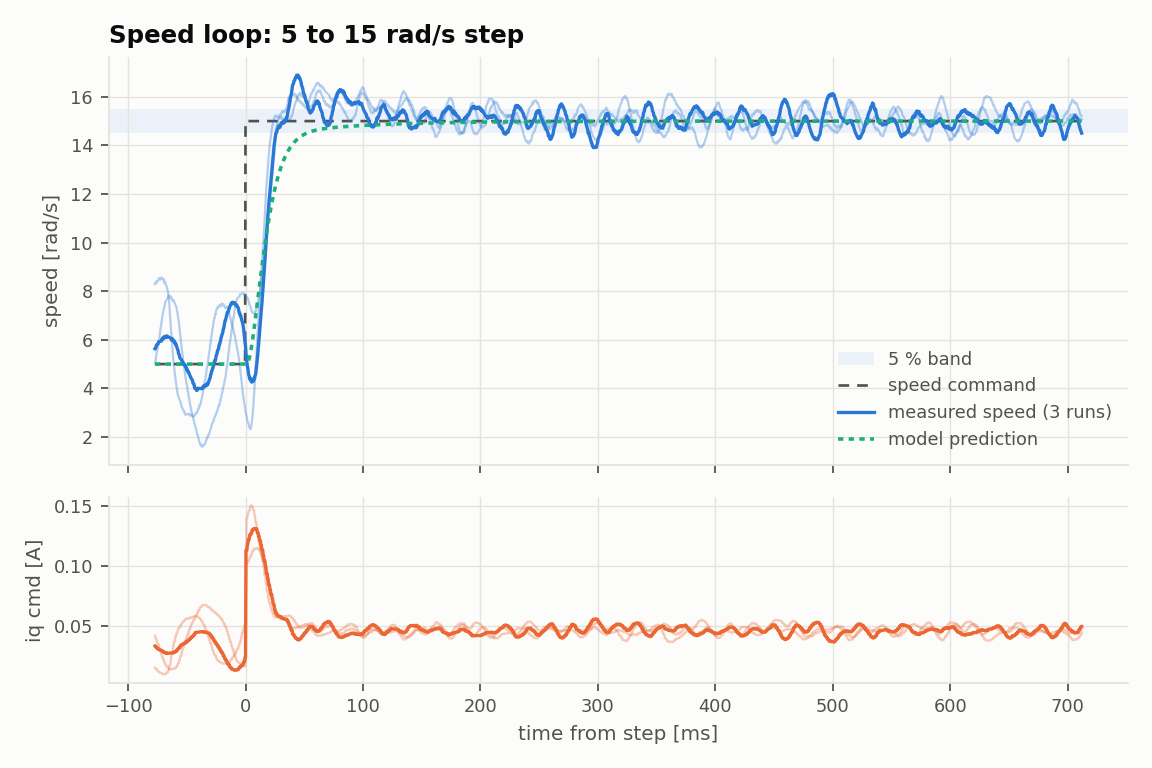 Speed loop: 5 to 15 rad/s step
speed [rad/s]
16
14
12
10
8
6
4
2
5 % band
speed command
measured speed (3 runs)
model prediction
iq cmd [A]
0.15
0.10
0.05
−100
0
100
200
300
400
500
600
700
time from step [ms]